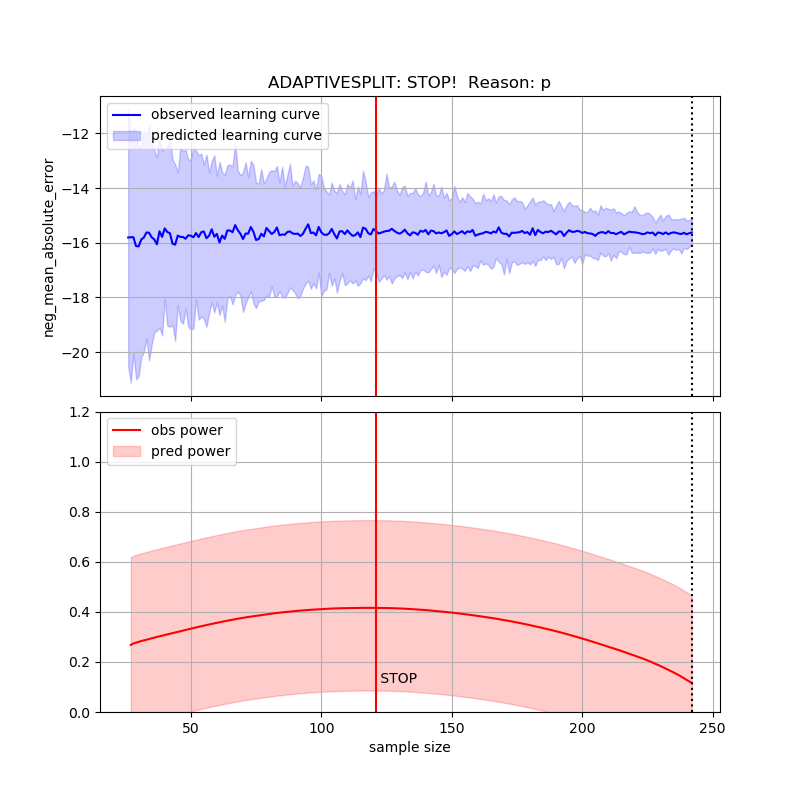 ADAPTIVESPLIT: STOP!  Reason: p
observed learning curve
predicted learning curve
−12
−14
−16
−18
−20
neg_mean_absolute_error
obs power
pred power
1.2
1.0
0.8
0.6
0.4
0.2
0.0
STOP
50
100
150
200
250
sample size